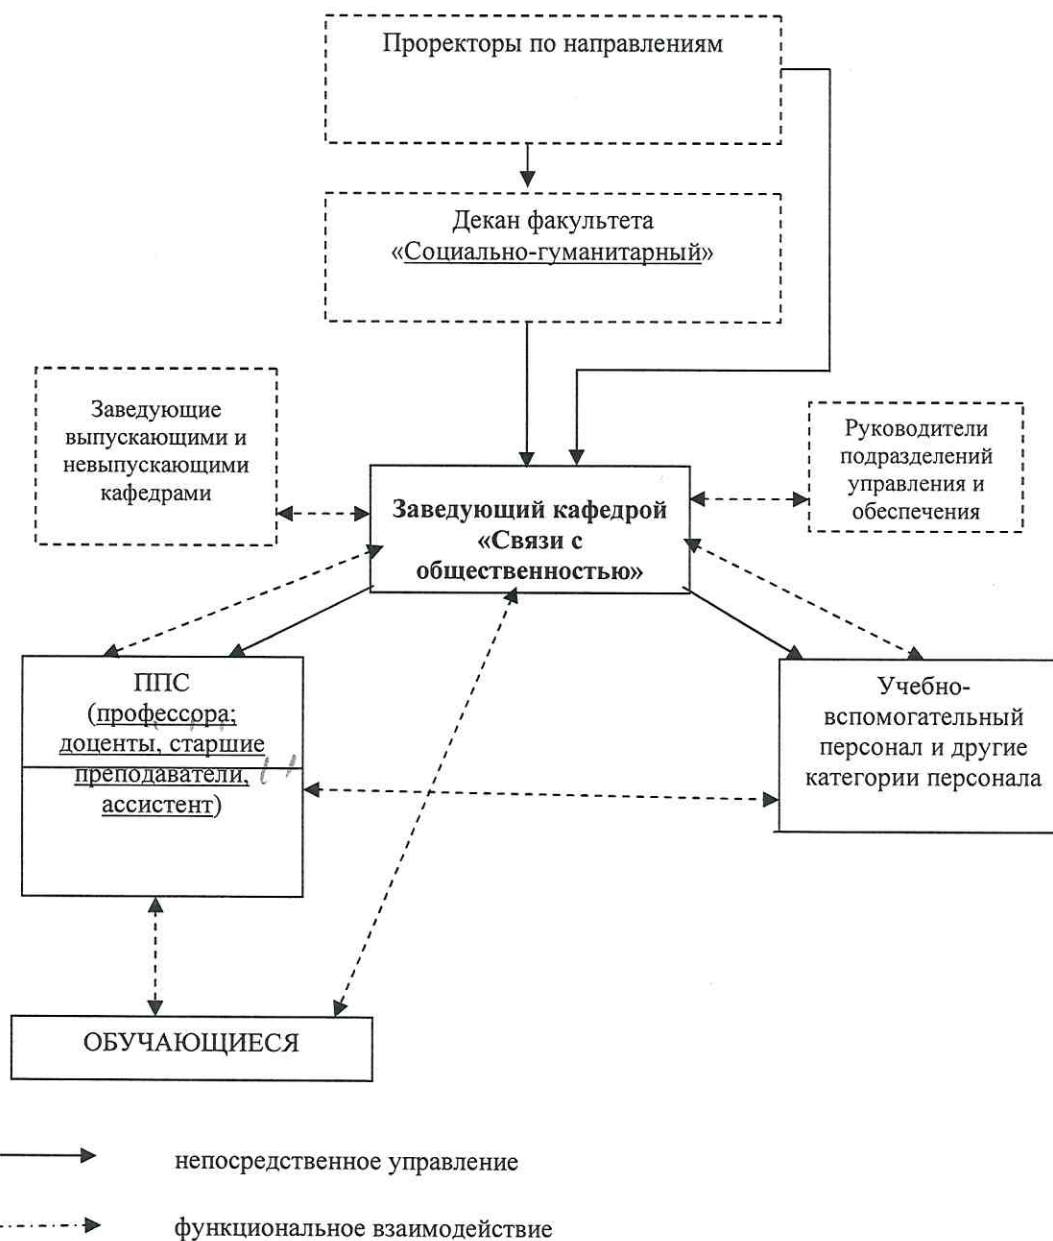 Проректоры по направлениям
Декан факультета
«Социально-гуманитарный»
Заведующие
выпускающими и
невыпускающими
кафедрами
Руководители
подразделений
управления и
обеспечения
Заведующий кафедрой
«Связи с
общественностью»
ППС
(профессора;
доценты, старшие
преподаватели,
ассистент)
Учебно-
вспомогательный
персонал и другие
категории персонала
ОБУЧАЮЩИЕСЯ
непосредственное управление
функциональное взаимодействие